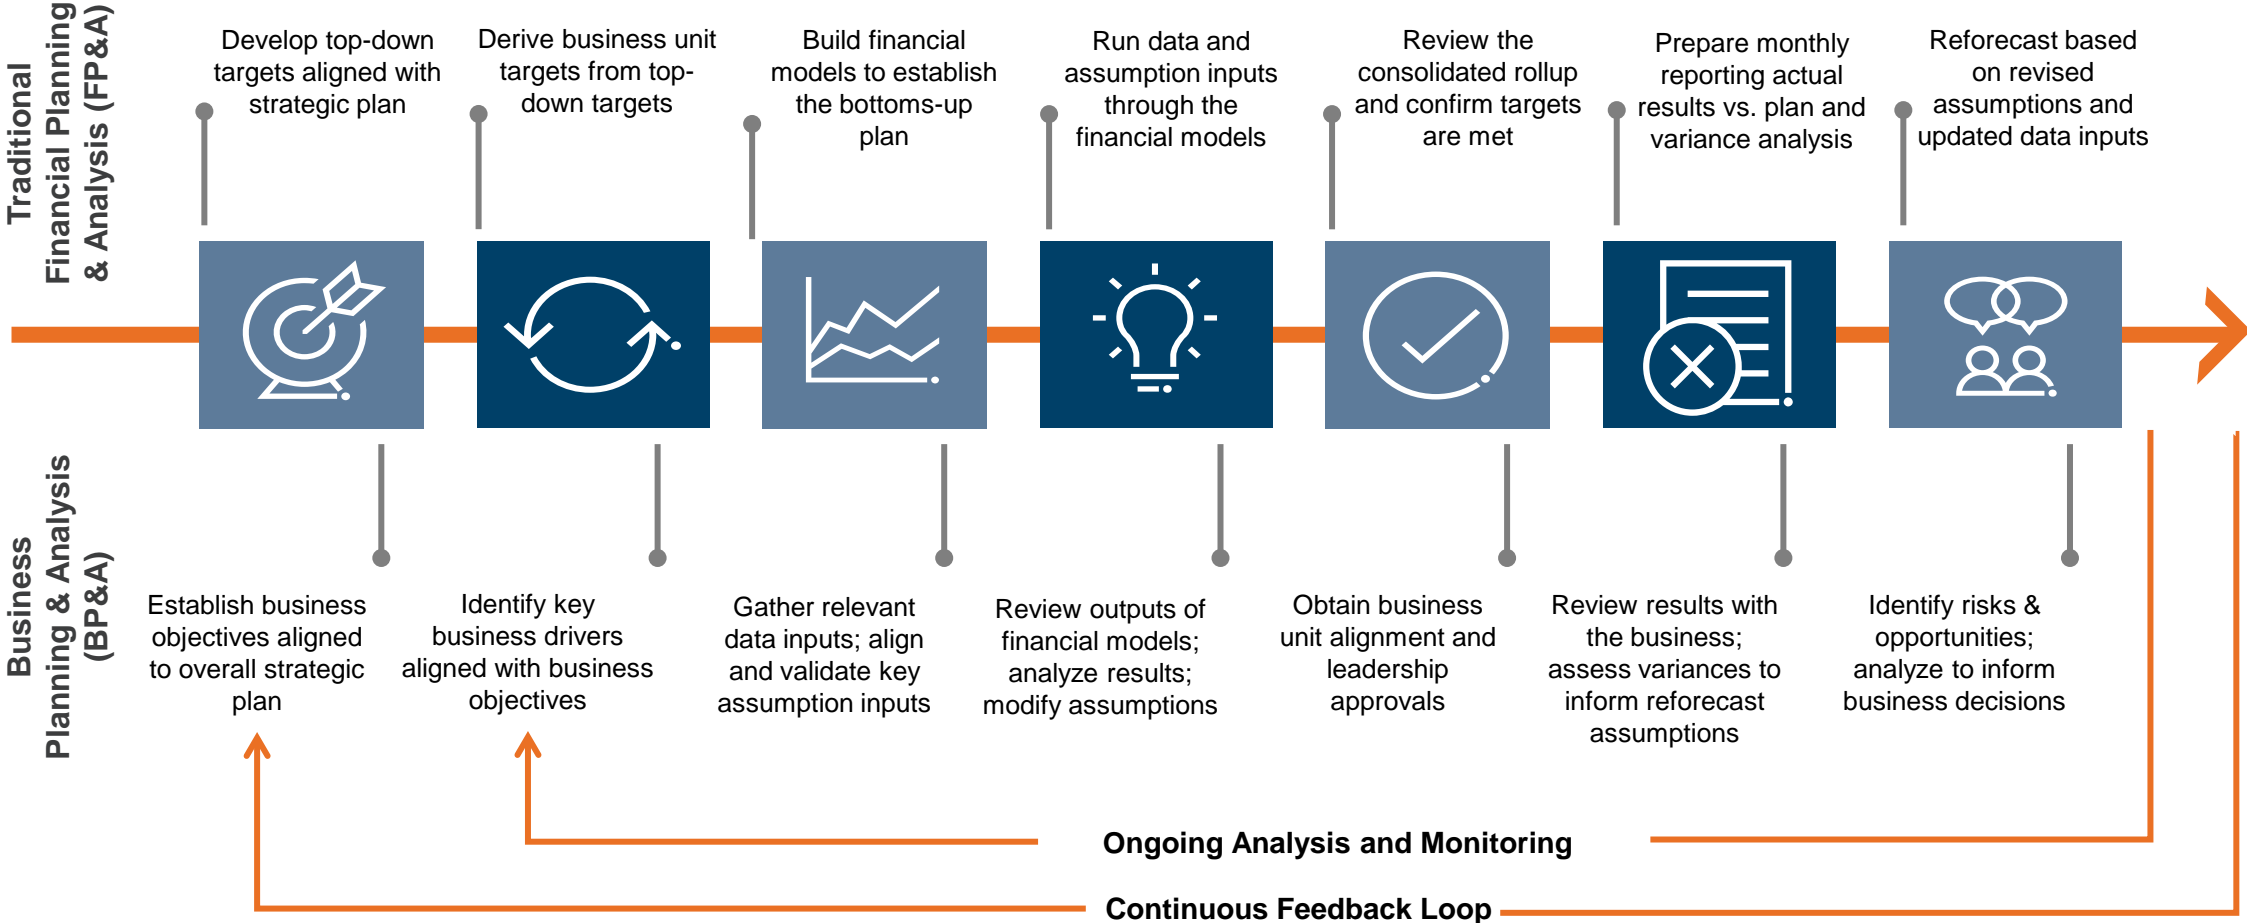 Traditional
Financial Planning
& Analysis (FP&A)
Develop top-down
targets aligned with
strategic plan
Derive business unit
targets from top-
down targets
Build financial
models to establish
the bottoms-up
plan
Run data and
assumption inputs
through the
financial models
Review the
consolidated rollup
and confirm targets
are met
Prepare monthly
reporting actual
results vs. plan and
variance analysis
Reforecast based
on revised
assumptions and
updated data inputs
Business
Planning & Analysis
(BP&A)
Establish business
objectives aligned
to overall strategic
plan
Identify key
business drivers
aligned with business
objectives
Gather relevant
data inputs; align
and validate key
assumption inputs
Review outputs of
financial models;
analyze results;
modify assumptions
Obtain business
unit alignment and
leadership
approvals
Review results with
the business;
assess variances to
inform reforecast
assumptions
Identify risks &
opportunities;
analyze to inform
business decisions
Ongoing Analysis and Monitoring
Continuous Feedback Loop